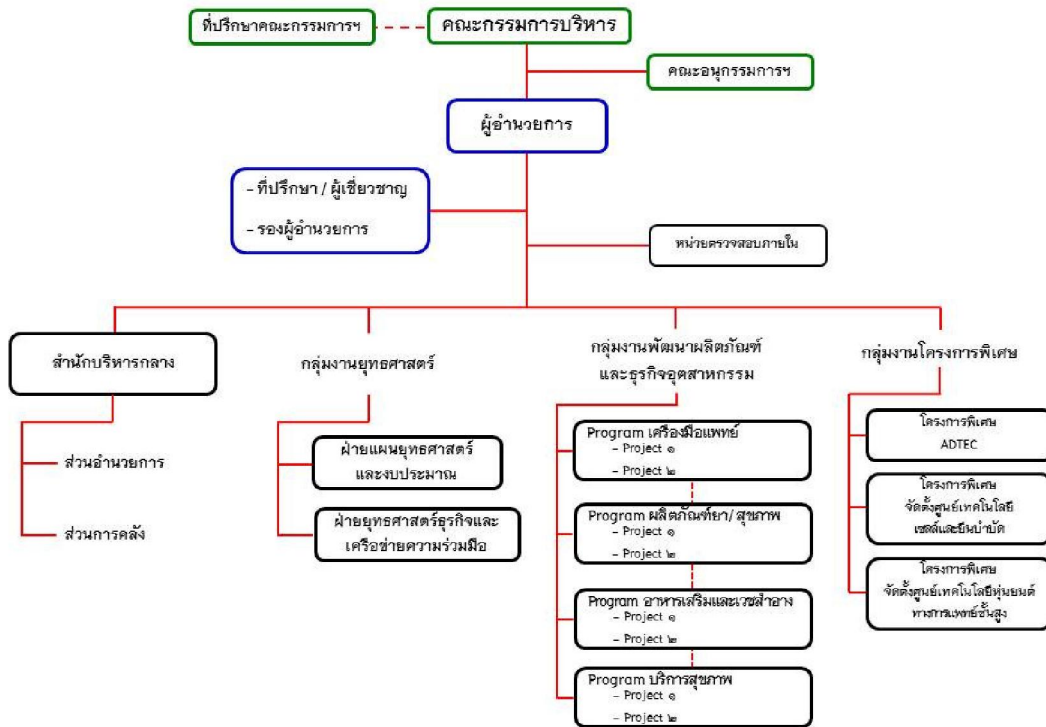 ที่ปรึกษาคณะกรรมการฯ
คณะกรรมการบริหาร
คณะอนุกรรมการฯ
ผู้อำนวยการ
– ที่ปรึกษา / ผู้เชี่ยวชาญ
– รองผู้อำนวยการ
หน่วยตรวจสอบภายใน
สำนักบริหารกลาง
ส่วนอำนวยการ
ส่วนการคลัง
กลุ่มงานยุทธศาสตร์
ฝ่ายแผนยุทธศาสตร์
และงบประมาณ
ฝ่ายยุทธศาสตร์ธุรกิจและ
เครือข่ายความร่วมมือ
กลุ่มงานพัฒนาผลิตภัณฑ์
และธุรกิจอุตสาหกรรม
Program เครื่องมือแพทย์
– Project ๑
– Project ๒
Program ผลิตภัณฑ์ยา/ สุขภาพ
– Project ๑
– Project ๒
Program อาหารเสริมและเวชสำอาง
– Project ๑
– Project ๒
Program บริการสุขภาพ
– Project ๑
– Project ๒
กลุ่มงานโครงการพิเศษ
โครงการพิเศษ
ADTEC
โครงการพิเศษ
จัดตั้งศูนย์เทคโนโลยี
เซลล์และยีนบำบัด
โครงการพิเศษ
จัดตั้งศูนย์เทคโนโลยีหุ่นยนต์
ทางการแพทย์ชั้นสูง